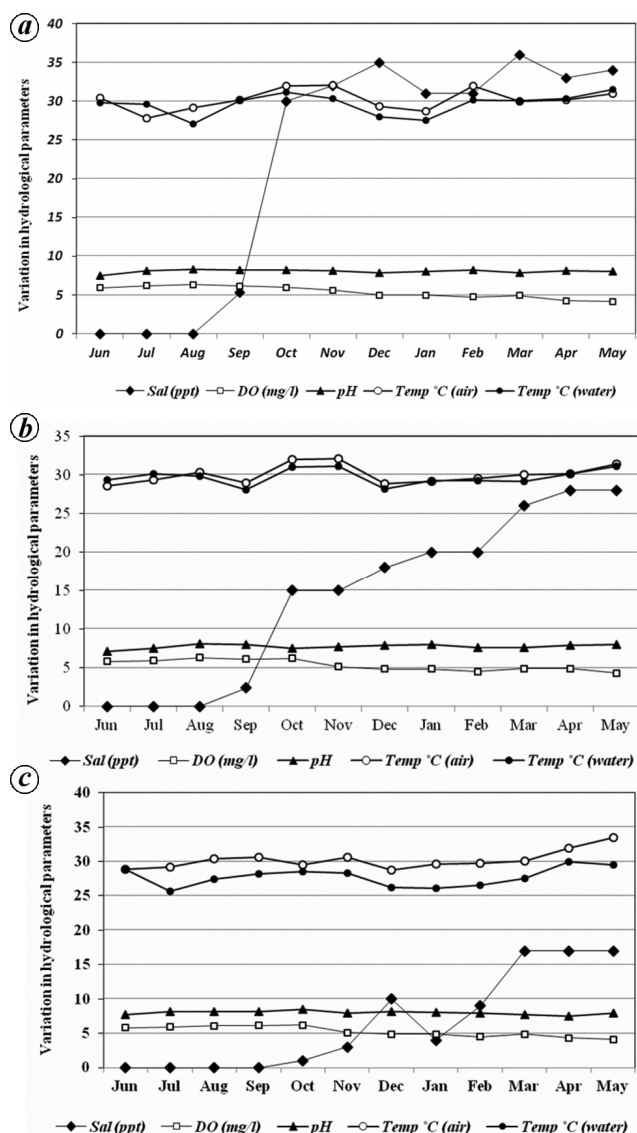 a
Variation in hydrological parameters
40
35
30
25
20
15
10
5
0
Jun Jul Aug Sep Oct Nov Dec Jan Feb Mar Apr May
Sal (ppt) DO (mg/l) pH Temp ˚C (air) Temp ˚C (water)
b
Variation in hydrological parameters
35
30
25
20
15
10
5
0
Jun Jul Aug Sep Oct Nov Dec Jan Feb Mar Apr May
Sal (ppt) DO (mg/l) pH Temp ˚C (air) Temp ˚C (water)
c
Variation in hydrological parameters
40
35
30
25
20
15
10
5
0
Jun Jul Aug Sep Oct Nov Dec Jan Feb Mar Apr May
Sal (ppt) DO (mg/l) pH Temp ˚C (air) Temp ˚C (water)